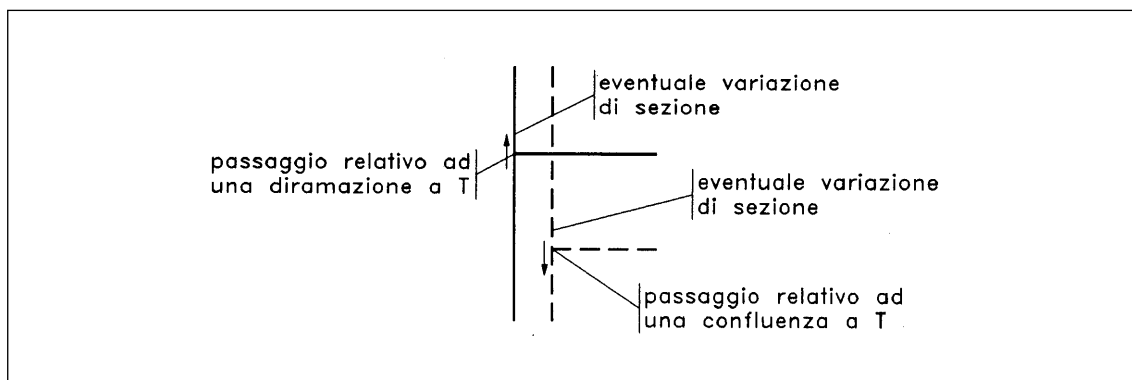 eventuale variazione
di sezione
passaggio relativo ad
una diramazione a T
eventuale variazione
di sezione
passaggio relativo ad
una confluenza a T